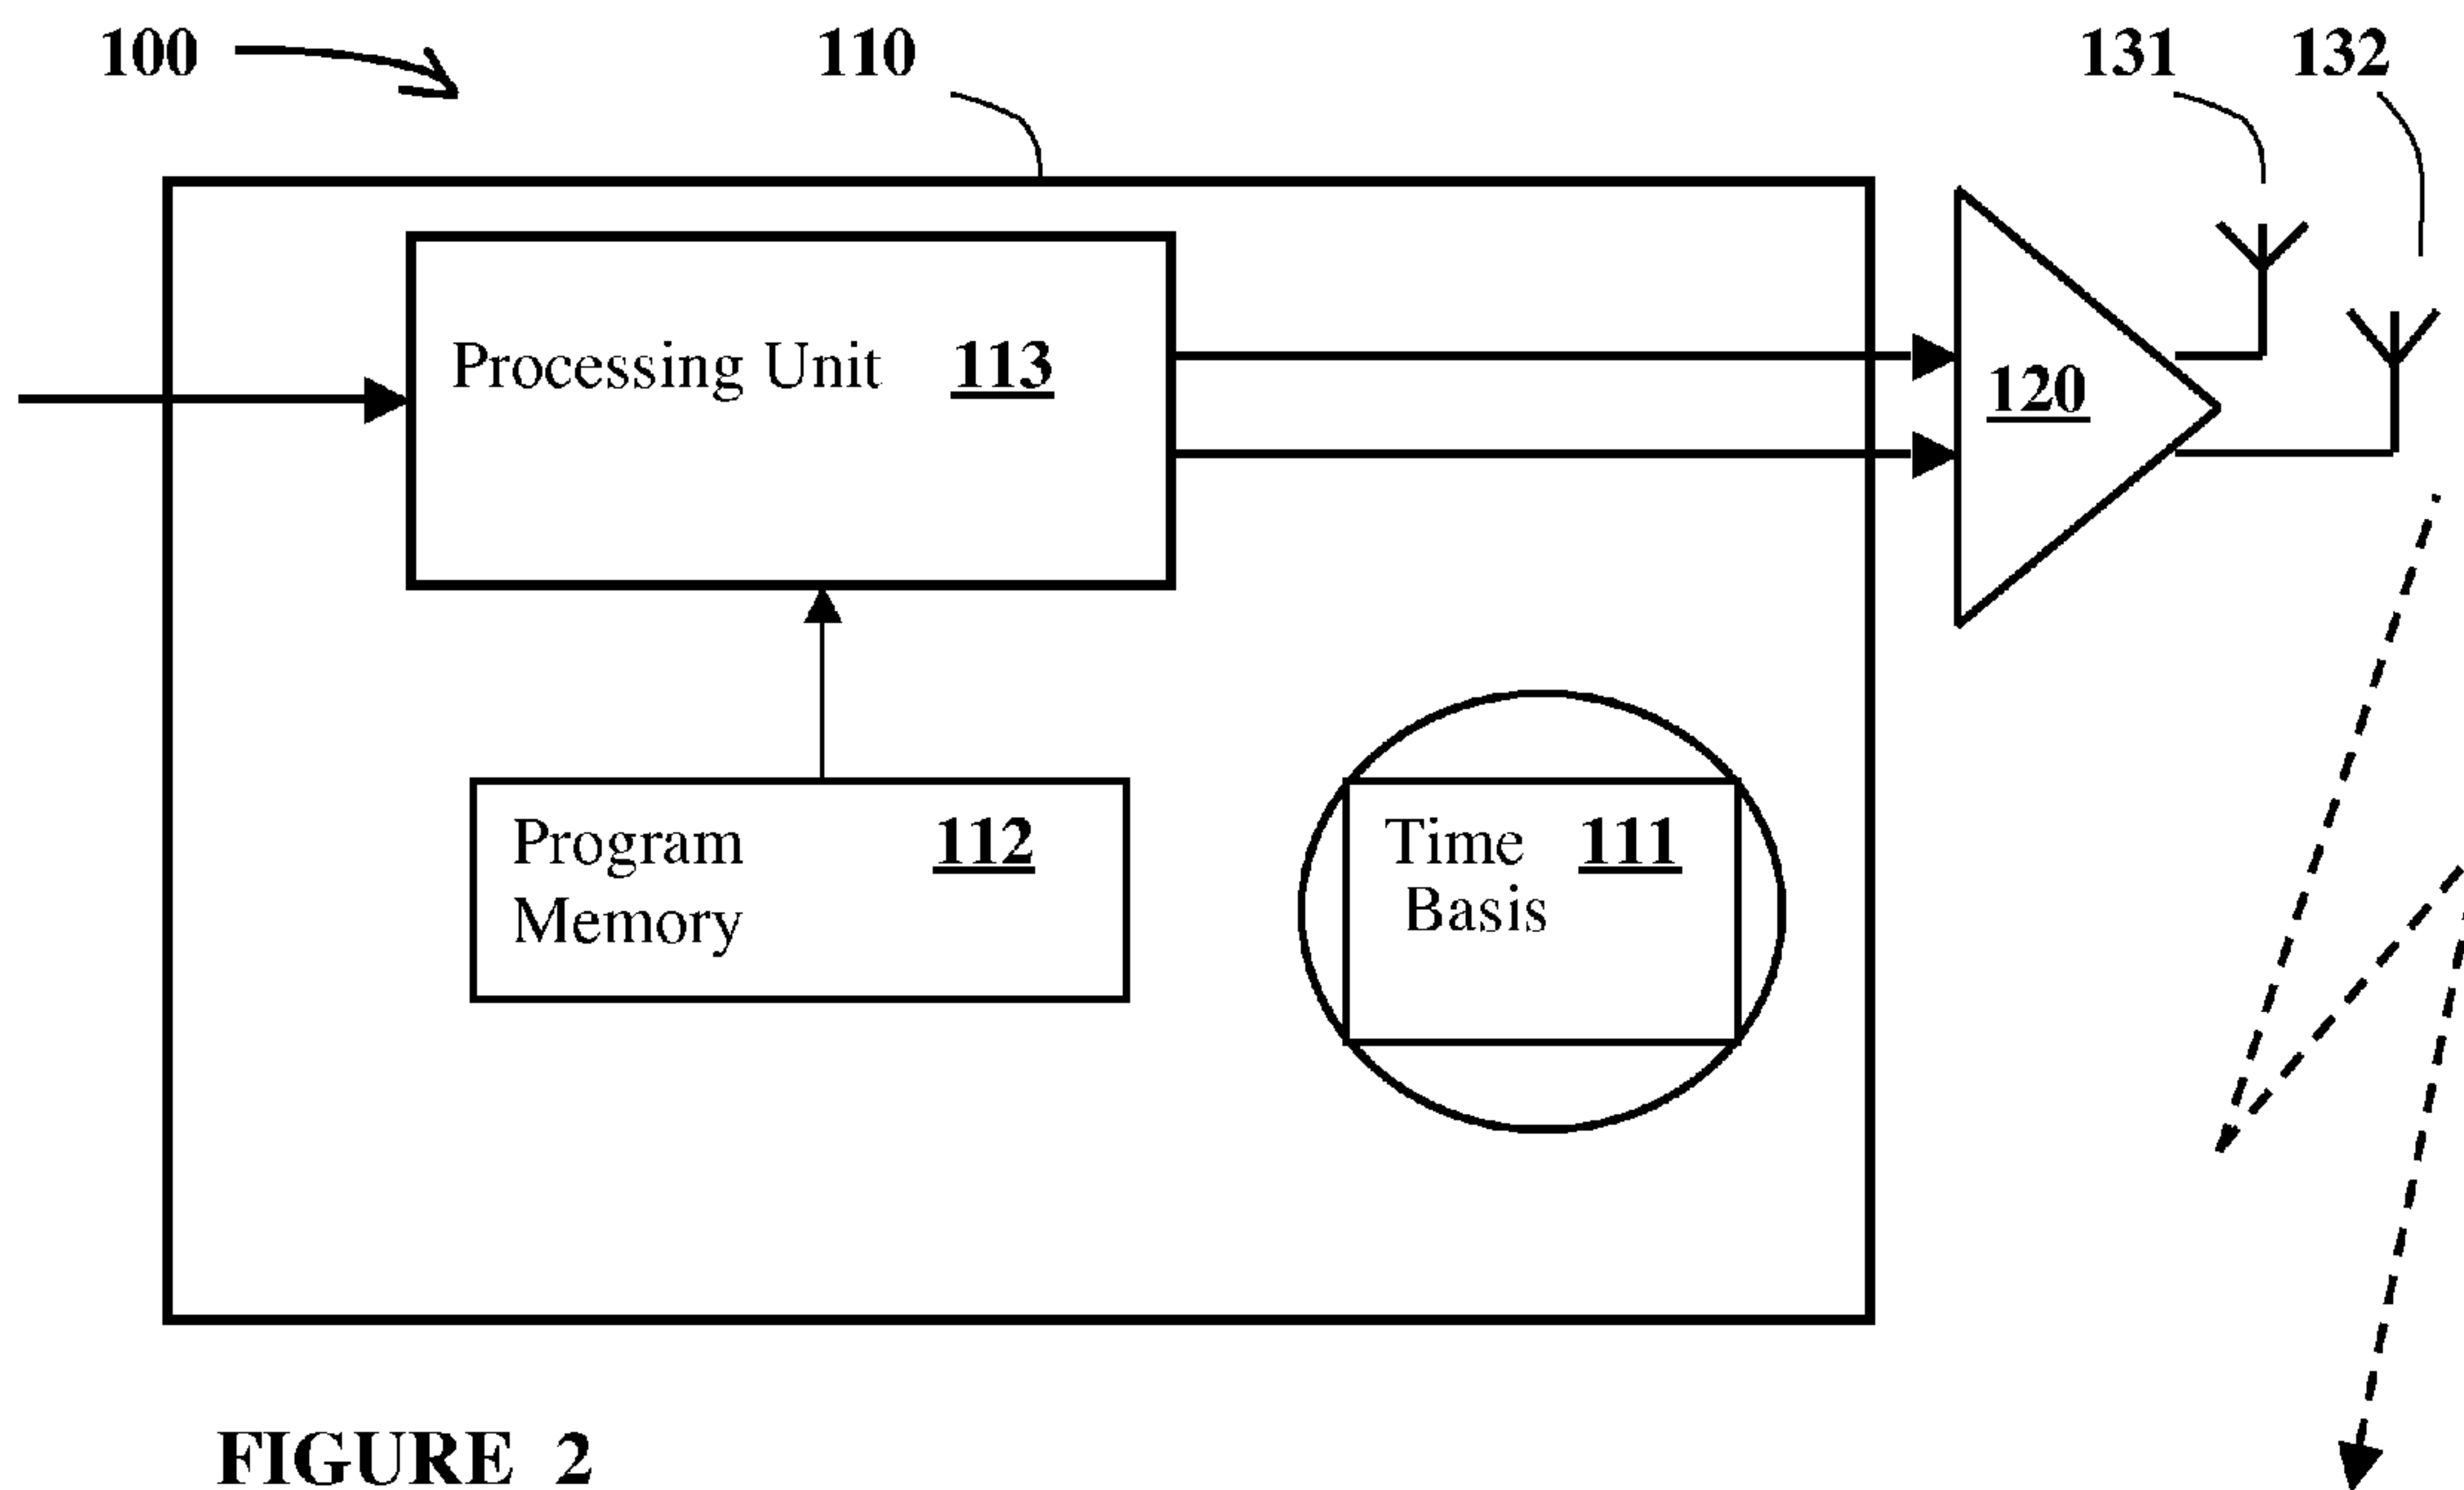 100 110 131 132
Processing Unit 113
120
Program 112
Memory
Time 111
Basis
FIGURE 2